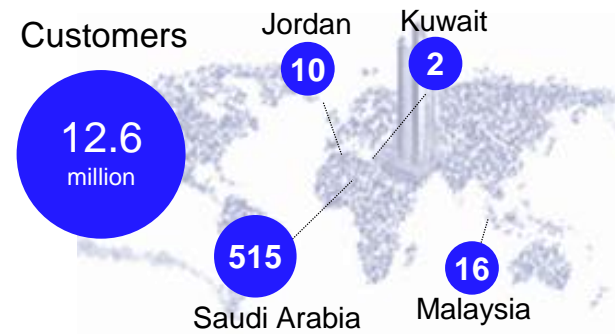 Customers
12.6
million
Jordan
10
Kuwait
2
515
Saudi Arabia
16
Malaysia